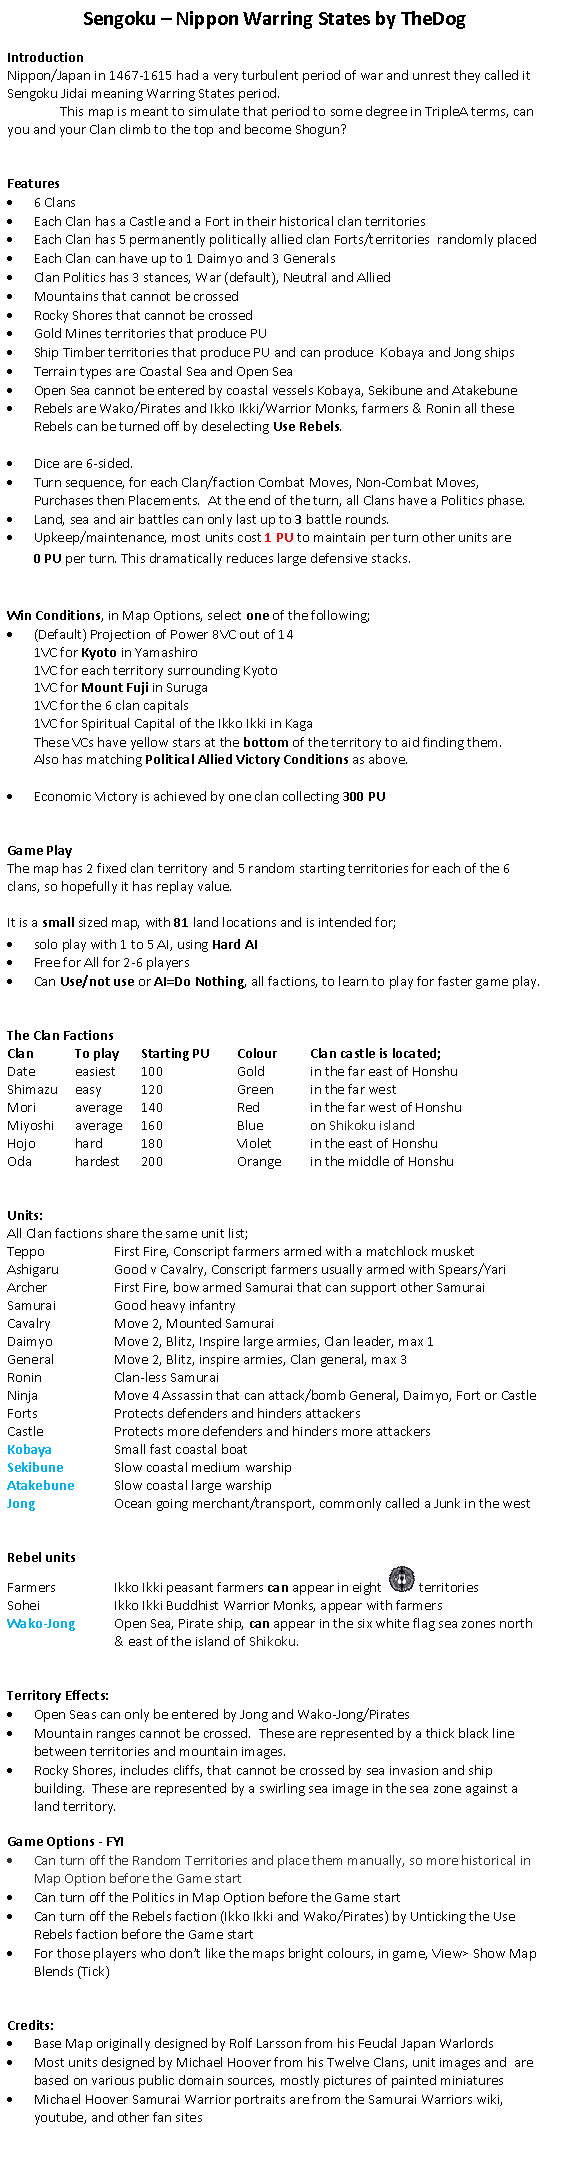 Sengoku – Nippon Warring States by TheDog
Introduction
Nippon/Japan in 1467-1615 had a very turbulent period of war and unrest they called it
Sengoku Jidai meaning Warring States period.
This map is meant to simulate that period to some degree in TripleA terms, can
you and your Clan climb to the top and become Shogun?
Features
• 6 Clans
• Each Clan has a Castle and a Fort in their historical clan territories
• Each Clan has 5 permanently politically allied clan Forts/territories randomly placed
• Each Clan can have up to 1 Daimyo and 3 Generals
• Clan Politics has 3 stances, War (default), Neutral and Allied
• Mountains that cannot be crossed
• Rocky Shores that cannot be crossed
• Gold Mines territories that produce PU
• Ship Timber territories that produce PU and can produce Kobaya and Jong ships
• Terrain types are Coastal Sea and Open Sea
• Open Sea cannot be entered by coastal vessels Kobaya, Sekibune and Atakebune
• Rebels are Wako/Pirates and Ikko Ikki/Warrior Monks, farmers & Ronin all these
Rebels can be turned off by deselecting Use Rebels.
• Dice are 6-sided.
• Turn sequence, for each Clan/faction Combat Moves, Non-Combat Moves,
Purchases then Placements. At the end of the turn, all Clans have a Politics phase.
• Land, sea and air battles can only last up to 3 battle rounds.
• Upkeep/maintenance, most units cost 1 PU to maintain per turn other units are
0 PU per turn. This dramatically reduces large defensive stacks.
Win Conditions, in Map Options, select one of the following;
• (Default) Projection of Power 8VC out of 14
1VC for Kyoto in Yamashiro
1VC for each territory surrounding Kyoto
1VC for Mount Fuji in Suruga
1VC for the 6 clan capitals
1VC for Spiritual Capital of the Ikko Ikki in Kaga
These VCs have yellow stars at the bottom of the territory to aid finding them.
Also has matching Political Allied Victory Conditions as above.
• Economic Victory is achieved by one clan collecting 300 PU
Game Play
The map has 2 fixed clan territory and 5 random starting territories for each of the 6
clans, so hopefully it has replay value.
It is a small sized map, with 81 land locations and is intended for;
• solo play with 1 to 5 AI, using Hard AI
• Free for All for 2-6 players
• Can Use/not use or AI=Do Nothing, all factions, to learn to play for faster game play.
The Clan Factions
Clan To play Starting PU Colour Clan castle is located;
Date easiest 100 Gold in the far east of Honshu
Shimazu easy 120 Green in the far west
Mori average 140 Red in the far west of Honshu
Miyoshi average 160 Blue on Shikoku island
Hojo hard 180 Violet in the east of Honshu
Oda hardest 200 Orange in the middle of Honshu
Units:
All Clan factions share the same unit list;
Teppo First Fire, Conscript farmers armed with a matchlock musket
Ashigaru Good v Cavalry, Conscript farmers usually armed with Spears/Yari
Archer First Fire, bow armed Samurai that can support other Samurai
Samurai Good heavy infantry
Cavalry Move 2, Mounted Samurai
Daimyo Move 2, Blitz, Inspire large armies, Clan leader, max 1
General Move 2, Blitz, inspire armies, Clan general, max 3
Ronin Clan-less Samurai
Ninja Move 4 Assassin that can attack/bomb General, Daimyo, Fort or Castle
Forts Protects defenders and hinders attackers
Castle Protects more defenders and hinders more attackers
Kobaya Small fast coastal boat
Sekibune Slow coastal medium warship
Atakebune Slow coastal large warship
Jong Ocean going merchant/transport, commonly called a Junk in the west
Rebel units
Farmers Ikko Ikki peasant farmers can appear in eight territories
Sohei Ikko Ikki Buddhist Warrior Monks, appear with farmers
Wako-Jong Open Sea, Pirate ship, can appear in the six white flag sea zones north
& east of the island of Shikoku.
Territory Effects:
• Open Seas can only be entered by Jong and Wako-Jong/Pirates
• Mountain ranges cannot be crossed. These are represented by a thick black line
between territories and mountain images.
• Rocky Shores, includes cliffs, that cannot be crossed by sea invasion and ship
building. These are represented by a swirling sea image in the sea zone against a
land territory.
Game Options - FYI
• Can turn off the Random Territories and place them manually, so more historical in
Map Option before the Game start
• Can turn off the Politics in Map Option before the Game start
• Can turn off the Rebels faction (Ikko Ikki and Wako/Pirates) by Unticking the Use
Rebels faction before the Game start
• For those players who don't like the maps bright colours, in game, View> Show Map
Blends (Tick)
Credits:
• Base Map originally designed by Rolf Larsson from his Feudal Japan Warlords
• Most units designed by Michael Hoover from his Twelve Clans, unit images and are
based on various public domain sources, mostly pictures of painted miniatures
• Michael Hoover Samurai Warrior portraits are from the Samurai Warriors wiki,
youtube, and other fan sites